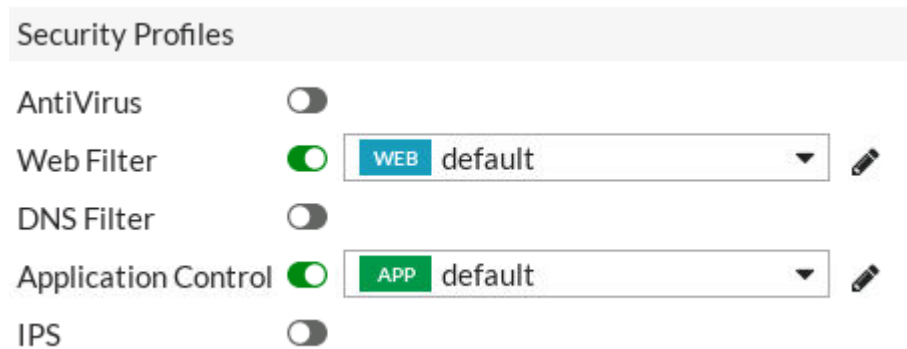 Security Profiles
AntiVirus
Web Filter WEB default
DNS Filter
Application Control APP default
IPS